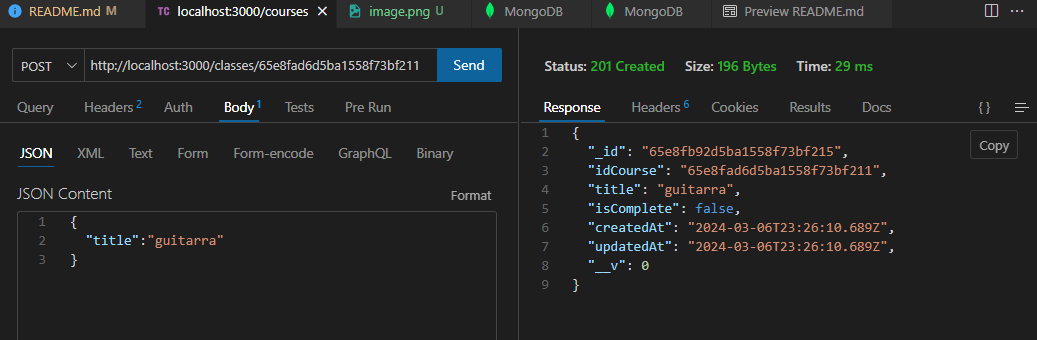 README.md M
TC localhost:3000/courses
image.png U
MongoDB
MongoDB
Preview README.md
POST http://localhost:3000/classes/65e8fad6d5ba1558f73bf211 Send
Query Headers 2 Auth Body 1 Tests Pre Run
JSON XML Text Form Form-encode GraphQL Binary
JSON Content Format
1 {
2 "title":"guitarra"
3 }
Status: 201 Created Size: 196 Bytes Time: 29 ms
Response Headers 6 Cookies Results Docs { }
Copy
1 {
2 "_id": "65e8fb92d5ba1558f73bf215",
3 "idCourse": "65e8fad6d5ba1558f73bf211",
4 "title": "guitarra",
5 "isComplete": false,
6 "createdAt": "2024-03-06T23:26:10.689Z",
7 "updatedAt": "2024-03-06T23:26:10.689Z",
8 "__v": 0
9 }